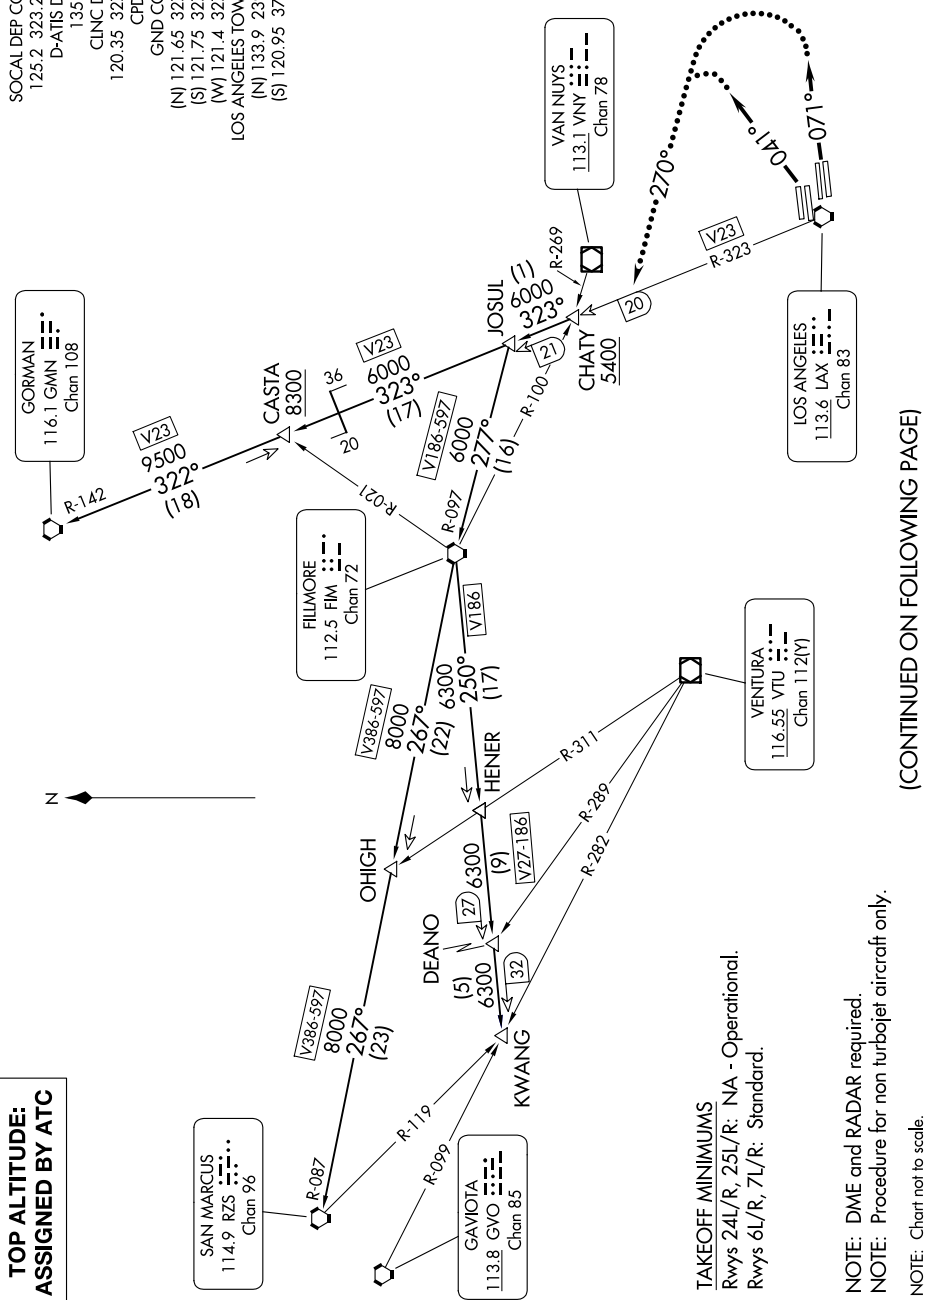 TOP ALTITUDE:
ASSIGNED BY ATC
SOCAL DEP CO
125.2 323.2
D-ATIS D
135
CLNC D
120.35 32
CPD
GND CO
(N) 121.65 32
(S) 121.75 32
(W) 121.4 32
LOS ANGELES TOW
(N) 133.9 23
(S) 120.95 37
GORMAN
116.1 GMN
Chan 108
R-142
V23
9500
322°
(18)
CASTA
8300
36
20
V23
6000
323°
(17)
VAN NUYS
113.1 VNY
Chan 78
R-269
JOSUL
(1)
6000
323°
21
CHATY
5400
20
V23
R-323
270°
041°
071°
LOS ANGELES
113.6 LAX
Chan 83
FILLMORE
112.5 FIM
Chan 72
R-021
R-097
R-100
V186-597
6000
277°
(16)
V186
6300
250°
(17)
V386-597
8000
267°
(22)
N
OHIGH
HENER
V27-186
6300
(9)
27
DEANO
(5)
6300
32
KWANG
VENTURA
116.55 VTU
Chan 112(Y)
R-311
R-289
R-282
V386-597
8000
267°
(23)
SAN MARCUS
114.9 RZS
Chan 96
R-087
R-119
R-099
GAVIOTA
113.8 GVO
Chan 85
TAKEOFF MINIMUMS
Rwys 24L/R, 25L/R: NA - Operational.
Rwys 6L/R, 7L/R: Standard.
NOTE: DME and RADAR required.
NOTE: Procedure for non turbojet aircraft only.
NOTE: Chart not to scale.
(CONTINUED ON FOLLOWING PAGE)